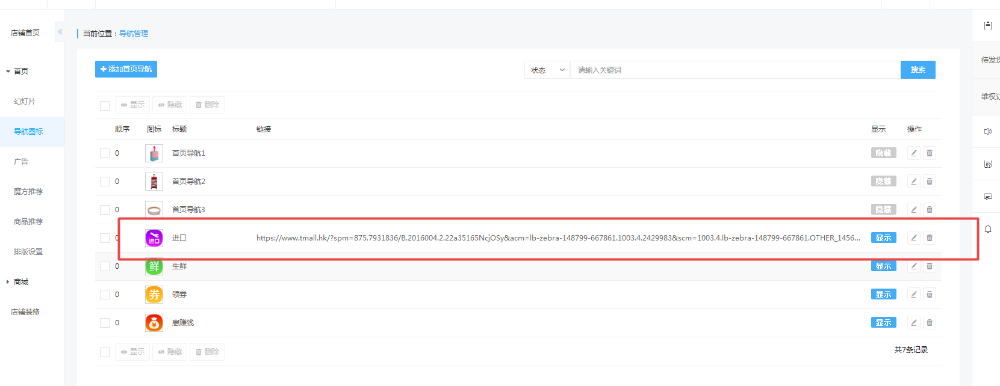 店铺首页
当前位置：导航管理
首页
幻灯片
导航图标
广告
魔方推荐
商品推荐
排版设置
商城
店铺装修
添加首页导航
状态 请输入关键词 搜索
显示 隐藏 删除
顺序 图标 标题 链接 显示 操作
0 首页导航1 隐藏
0 首页导航2 隐藏
0 首页导航3 隐藏
0 进口 进口 https://www.tmall.hk/?spm=875.7931836/B.2016004.2.22a35165NcjOSy&acm=lb-zebra-148799-667861.1003.4.2429983&scm=1003.4.lb-zebra-148799-667861.OTHER_1456... 显示
0 鲜 生鲜 显示
0 券 领券 显示
0 ¥ 惠赚钱 显示
显示 隐藏 删除 共7条记录
待发货
维权订